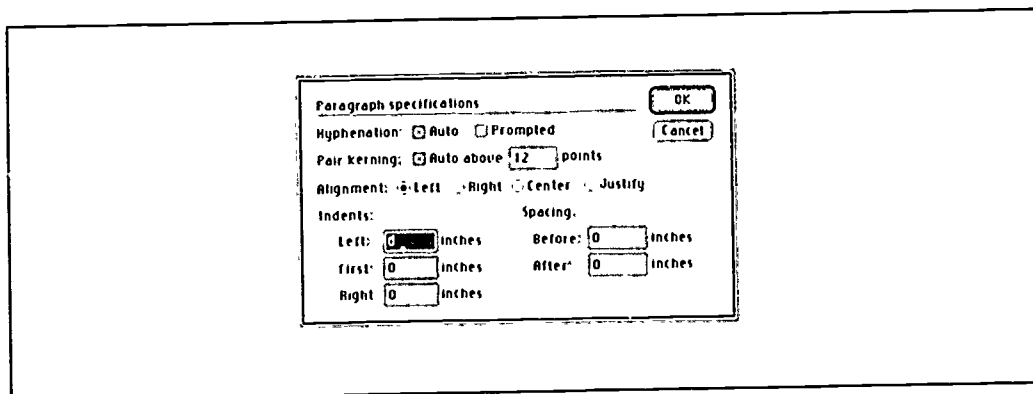 Paragraph specifications
OK
Hyphenation: Auto Prompted
Cancel
Pair kerning: Auto above 12 points
Alignment: Left Right Center Justify
Indents: Spacing.
Left: 0 inches Before: 0 inches
First: 0 inches After: 0 inches
Right 0 inches